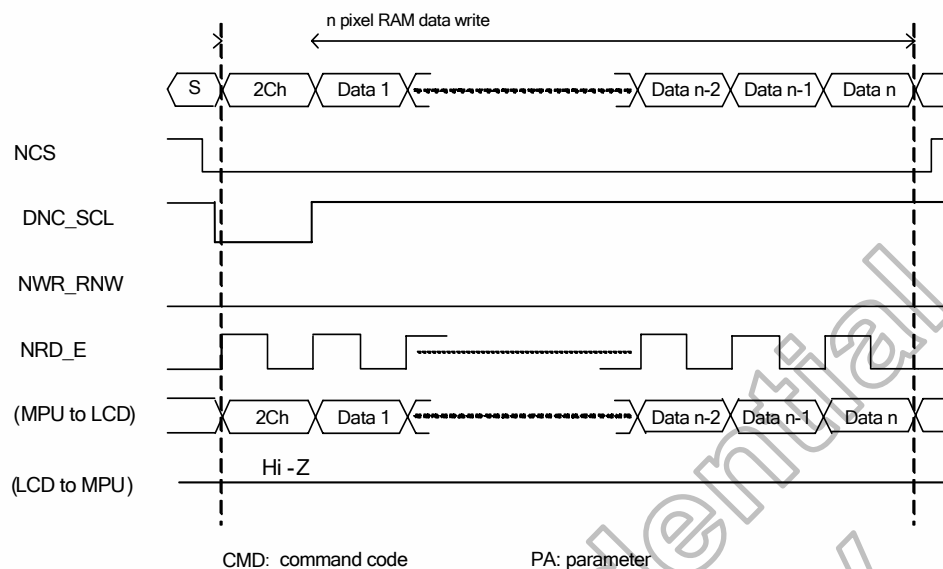 n pixel RAM data write
S 2Ch Data 1 Data n-2 Data n-1 Data n
NCS
DNC_SCL
NWR_RNW
NRD_E
(MPU to LCD) 2Ch Data 1 Data n-2 Data n-1 Data n
Hi -Z
(LCD to MPU)
CMD: command code PA: parameter